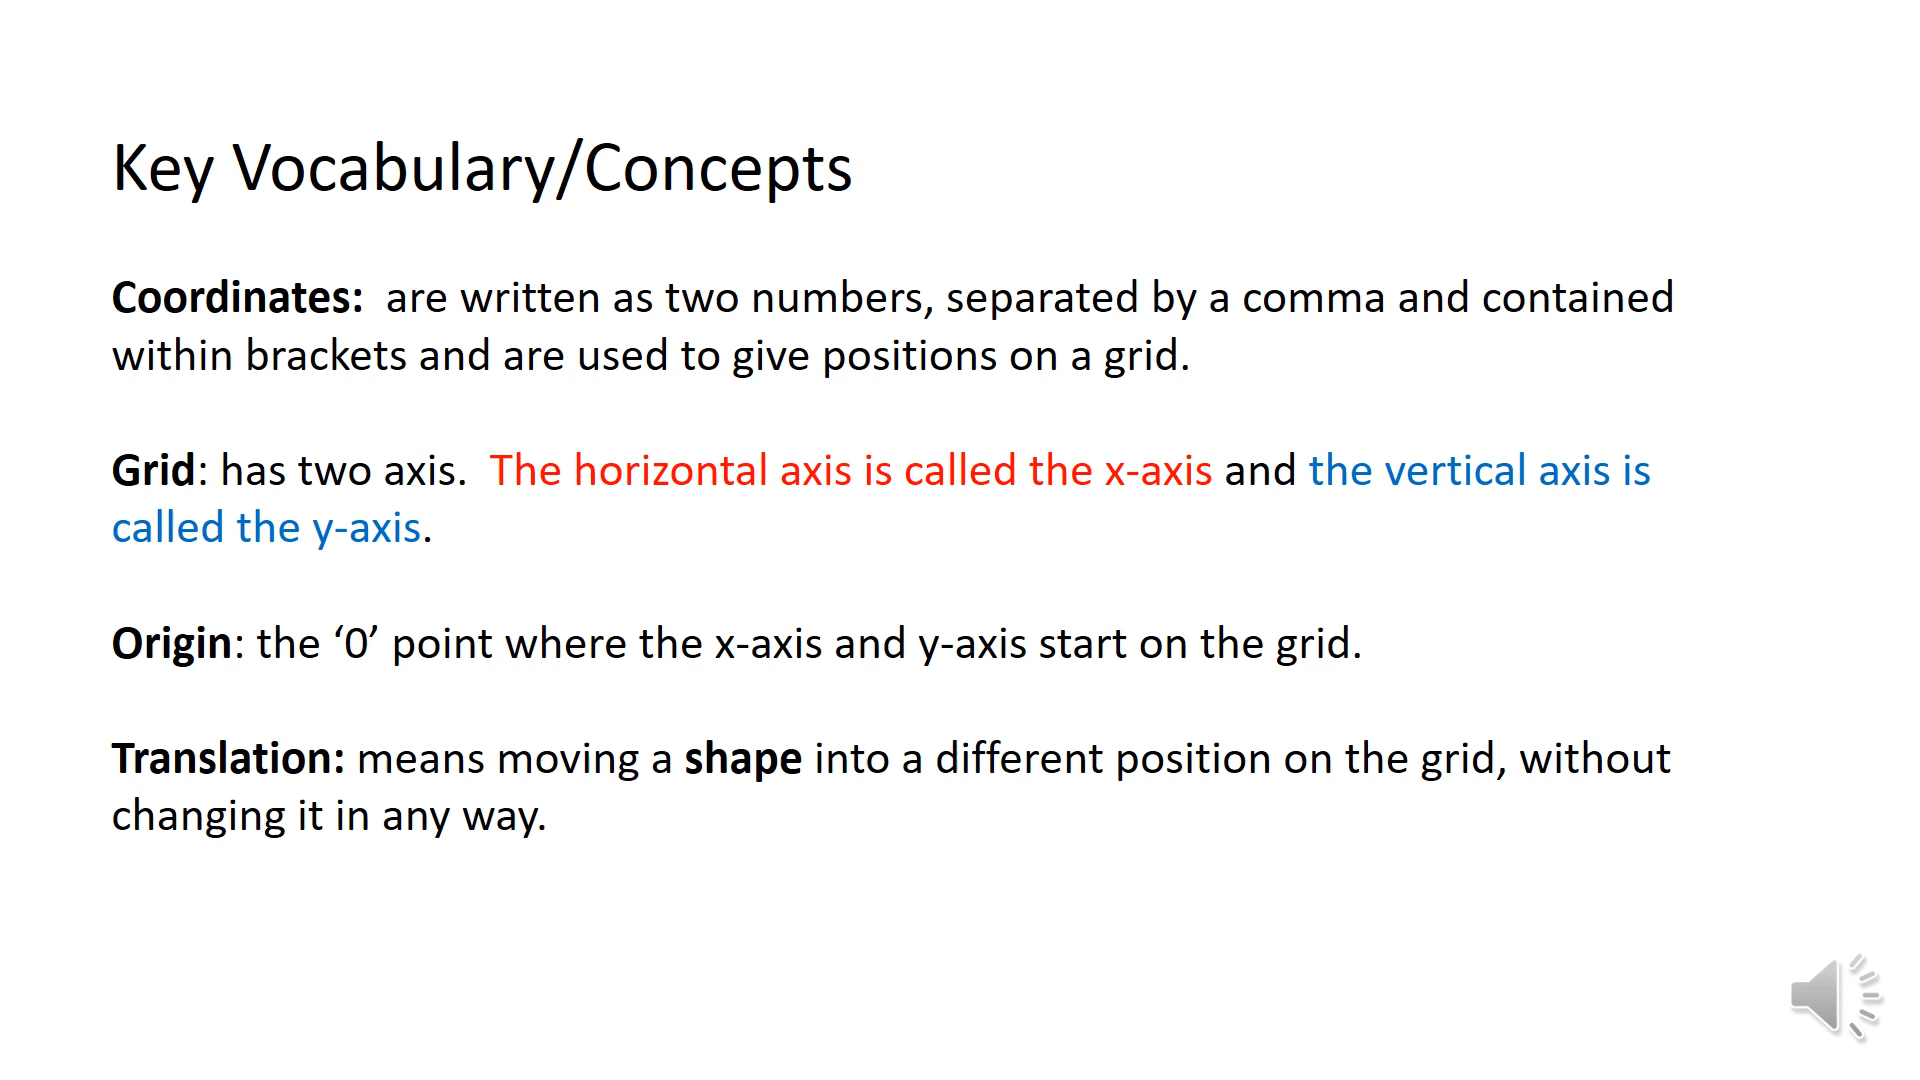 Key Vocabulary/Concepts
Coordinates:  are written as two numbers, separated by a comma and contained
within brackets and are used to give positions on a grid.
Grid: has two axis.  The horizontal axis is called the x-axis and the vertical axis is
called the y-axis.
Origin: the ‘0’ point where the x-axis and y-axis start on the grid.
Translation: means moving a shape into a different position on the grid, without
changing it in any way.